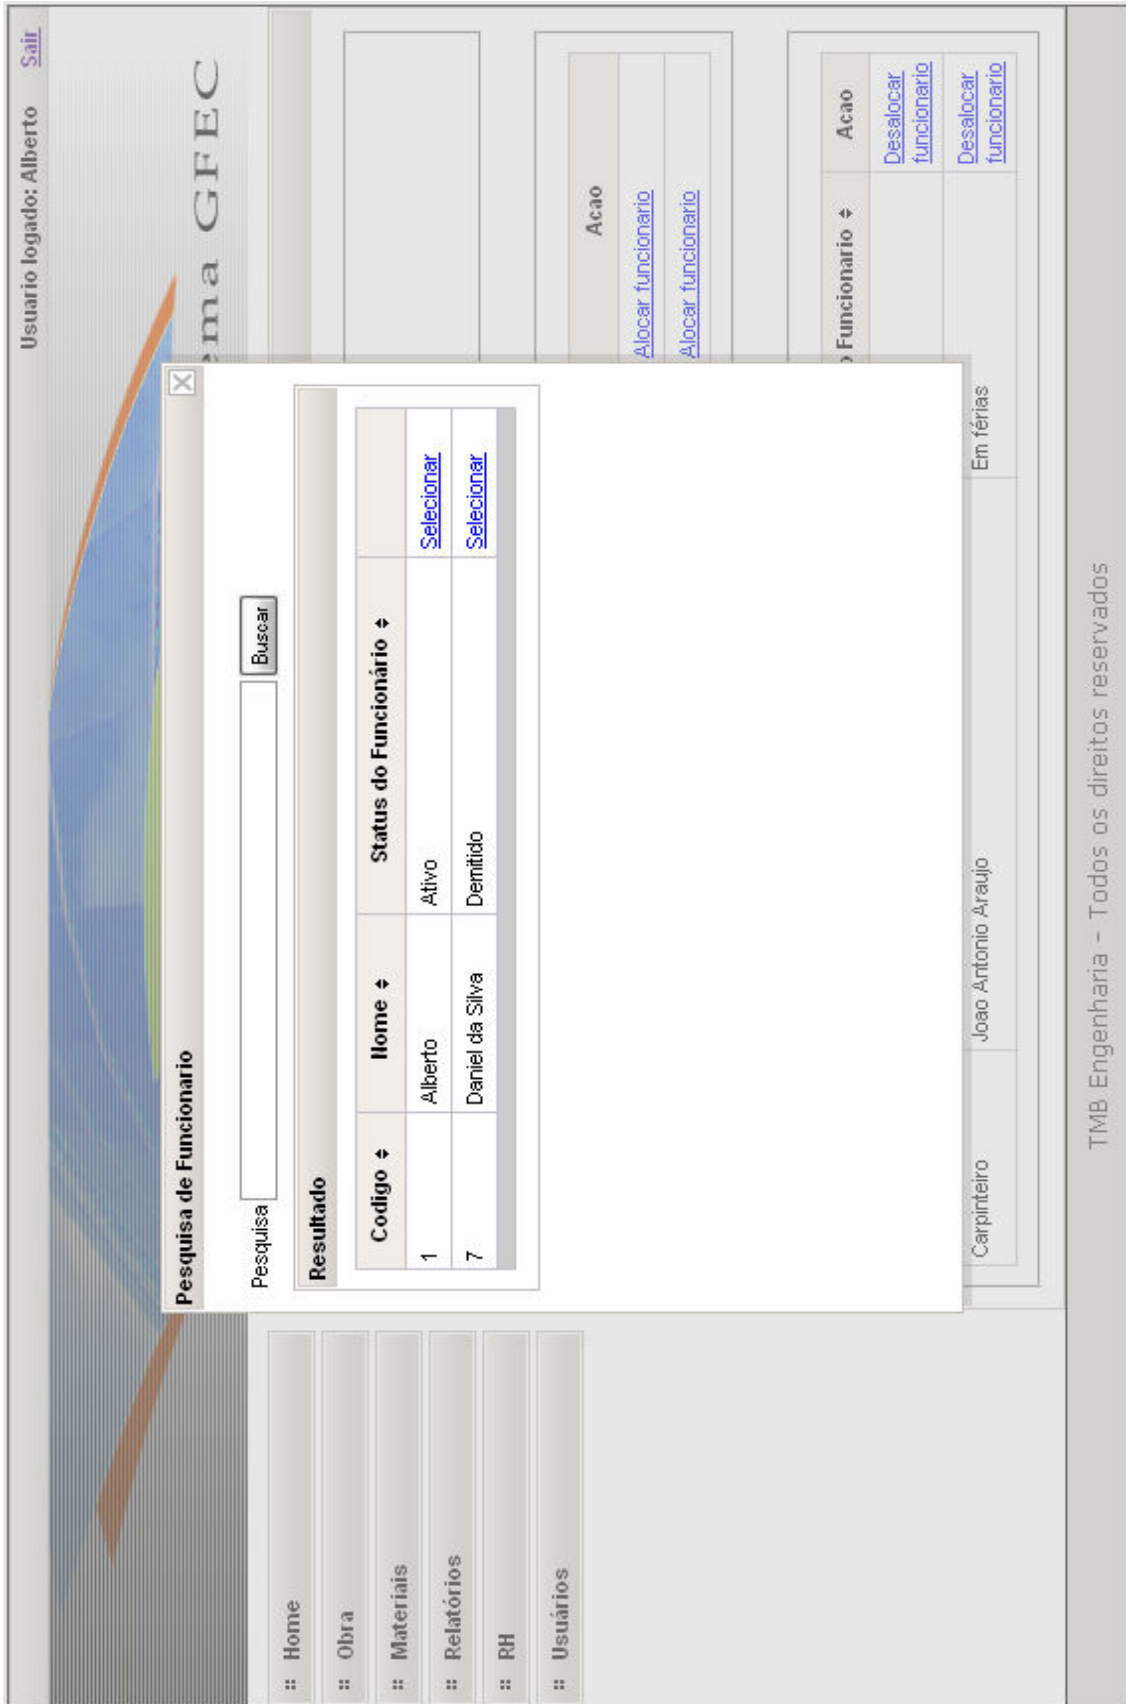 Usuario logado: Alberto Sair
ema GFEC
Home
Obra
Materiais
Relatórios
RH
Usuários
Pesquisa de Funcionario
Pesquisa Buscar
Resultado
Codigo Nome Status do Funcionário
1 Alberto Ativo Selecionar
7 Daniel da Silva Demitido Selecionar
Acao
Alocar funcionario
Alocar funcionario
o Funcionario Acao
Desalocar
funcionario
Carpinteiro Joao Antonio Araujo Em férias Desalocar
funcionario
TMB Engenharia – Todos os direitos reservados